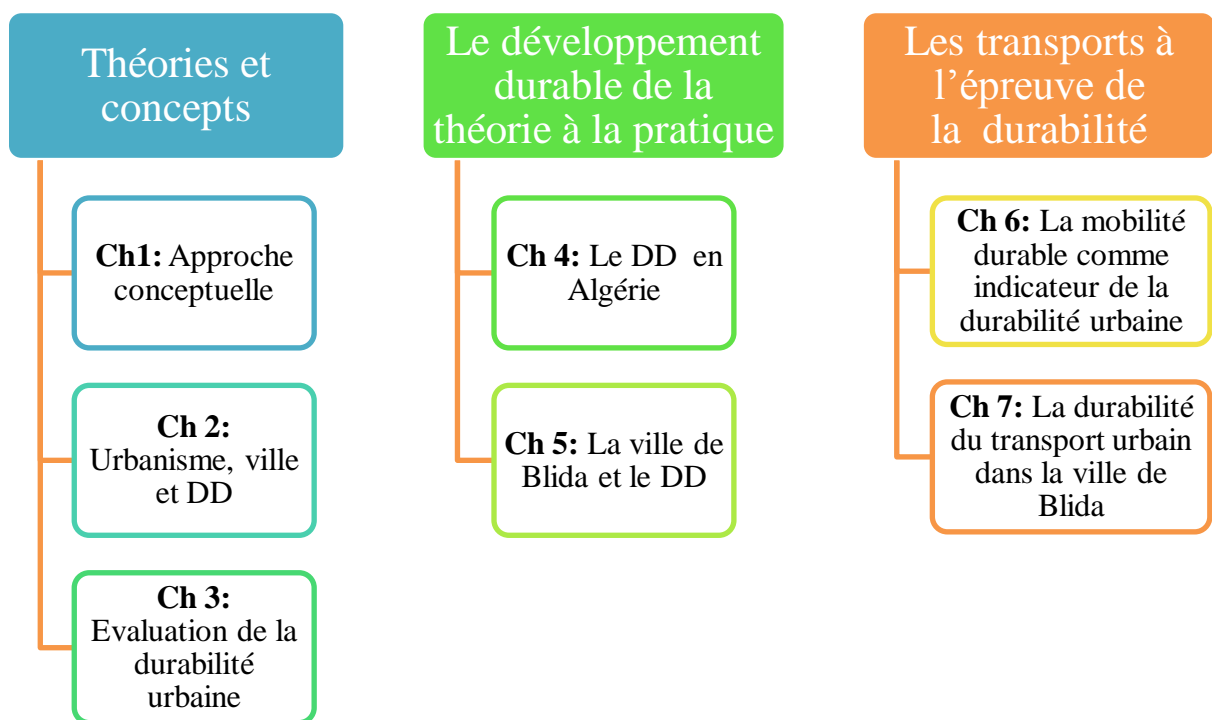 Théories et
concepts
Ch1: Approche
conceptuelle
Ch 2:
Urbanisme, ville
et DD
Ch 3:
Evaluation de la
durabilité
urbaine
Le développement
durable de la
théorie à la pratique
Ch 4: Le DD en
Algérie
Ch 5: La ville de
Blida et le DD
Les transports à
l’épreuve de
la durabilité
Ch 6: La mobilité
durable comme
indicateur de la
durabilité urbaine
Ch 7: La durabilité
du transport urbain
dans la ville de
Blida